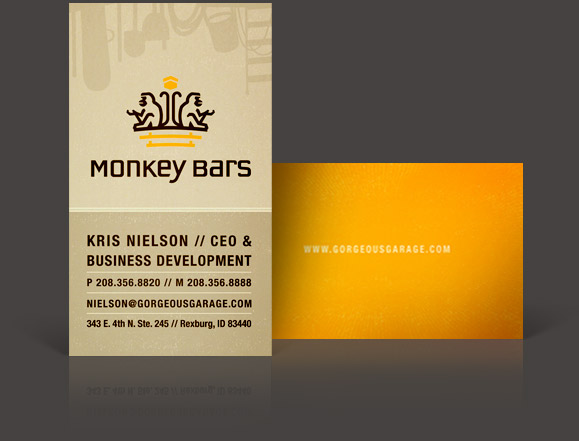 Monkey Bars
KRIS NIELSON // CEO &
BUSINESS DEVELOPMENT
P 208.356.8820 // M 208.356.8888
NIELSON@GORGEOUSGARAGE.COM
343 E. 4th N. Ste. 245 // Rexburg, ID 83440
WWW.GORGEOUSGARAGE.COM